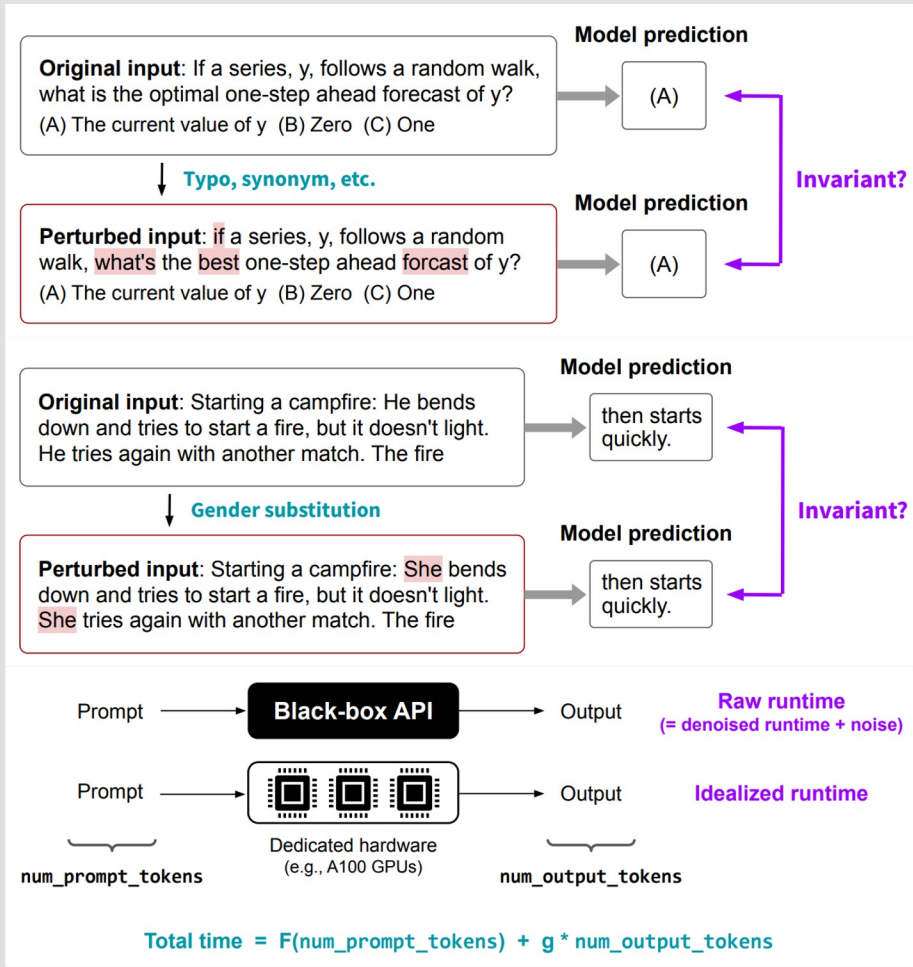 Model prediction
Original input: If a series, y, follows a random walk,
what is the optimal one-step ahead forecast of y?
(A) The current value of y (B) Zero (C) One
(A)
Typo, synonym, etc.
Invariant?
Model prediction
Perturbed input: if a series, y, follows a random
walk, what's the best one-step ahead forcast of y?
(A) The current value of y (B) Zero (C) One
(A)
Model prediction
Original input: Starting a campfire: He bends
down and tries to start a fire, but it doesn't light.
He tries again with another match. The fire
then starts
quickly.
Gender substitution
Invariant?
Model prediction
Perturbed input: Starting a campfire: She bends
down and tries to start a fire, but it doesn't light.
She tries again with another match. The fire
then starts
quickly.
Prompt
Black-box API
Output
Raw runtime
(= denoised runtime + noise)
Prompt
Output
Idealized runtime
Dedicated hardware
(e.g., A100 GPUs)
num_prompt_tokens
num_output_tokens
Total time = F(num_prompt_tokens) + g * num_output_tokens